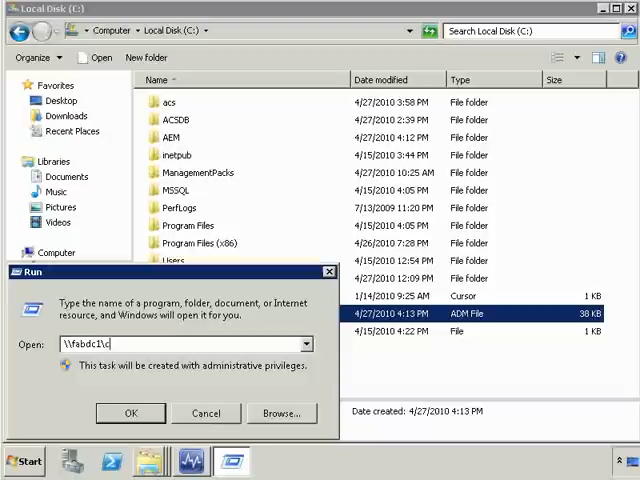 Local Disk (C:)
Computer Local Disk (C:)
Search Local Disk (C:)
Organize Open New folder
Name Date modified Type Size
Favorites
Desktop
Downloads
Recent Places
Libraries
Documents
Music
Pictures
Videos
Computer
acs 4/27/2010 3:58 PM File folder
ACSDB 4/27/2010 2:39 PM File folder
AEM 4/27/2010 4:12 PM File folder
inetpub 4/15/2010 3:44 PM File folder
ManagementPacks 4/27/2010 10:25 AM File folder
MSSQL 4/15/2010 4:05 PM File folder
PerfLogs 7/13/2009 11:20 PM File folder
Program Files 4/15/2010 4:05 PM File folder
Program Files (x86) 4/26/2010 7:28 PM File folder
Users 4/15/2010 12:54 PM File folder
4/27/2010 12:09 PM File folder
1/14/2010 9:25 AM Cursor 1 KB
4/27/2010 4:13 PM ADM File 38 KB
4/15/2010 4:22 PM File 1 KB
Date created: 4/27/2010 4:13 PM
Run
Type the name of a program, folder, document, or Internet
resource, and Windows will open it for you.
Open: \\fabdc1\c
This task will be created with administrative privileges.
OK Cancel Browse...
Start